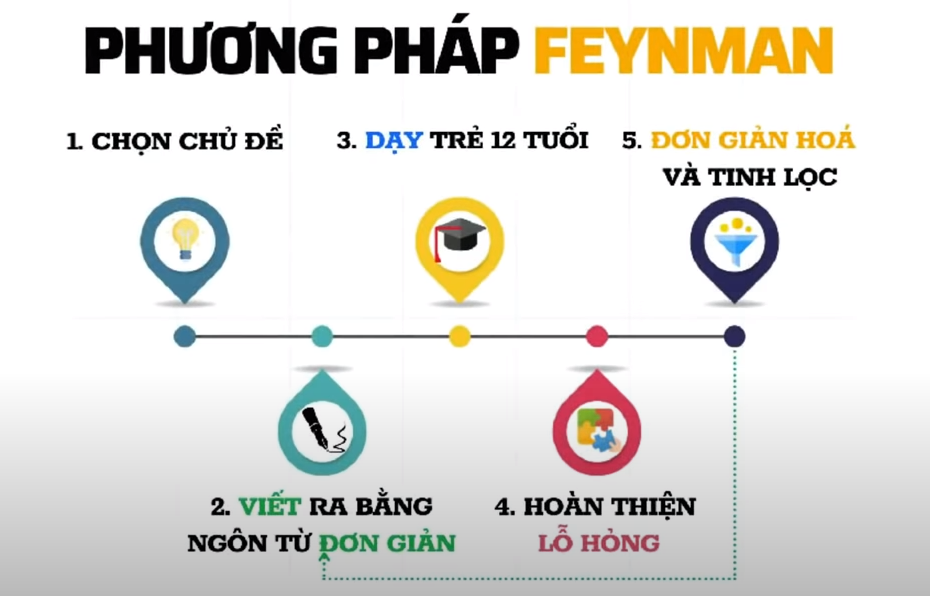 PHƯƠNG PHÁP FEYNMAN
1. CHỌN CHỦ ĐỀ
3. DẠY TRẺ 12 TUỔI
5. ĐƠN GIẢN HOÁ
VÀ TINH LỌC
2. VIẾT RA BẰNG
NGÔN TỪ ĐƠN GIẢN
4. HOÀN THIỆN
LỖ HỎNG